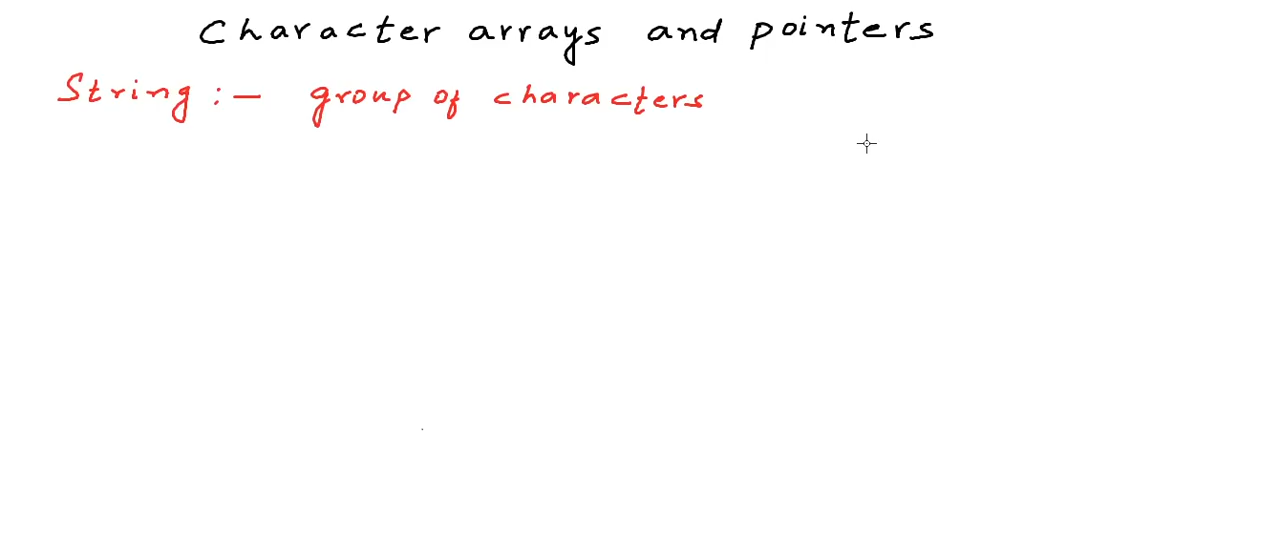 Character arrays and pointers
String :- group of characters